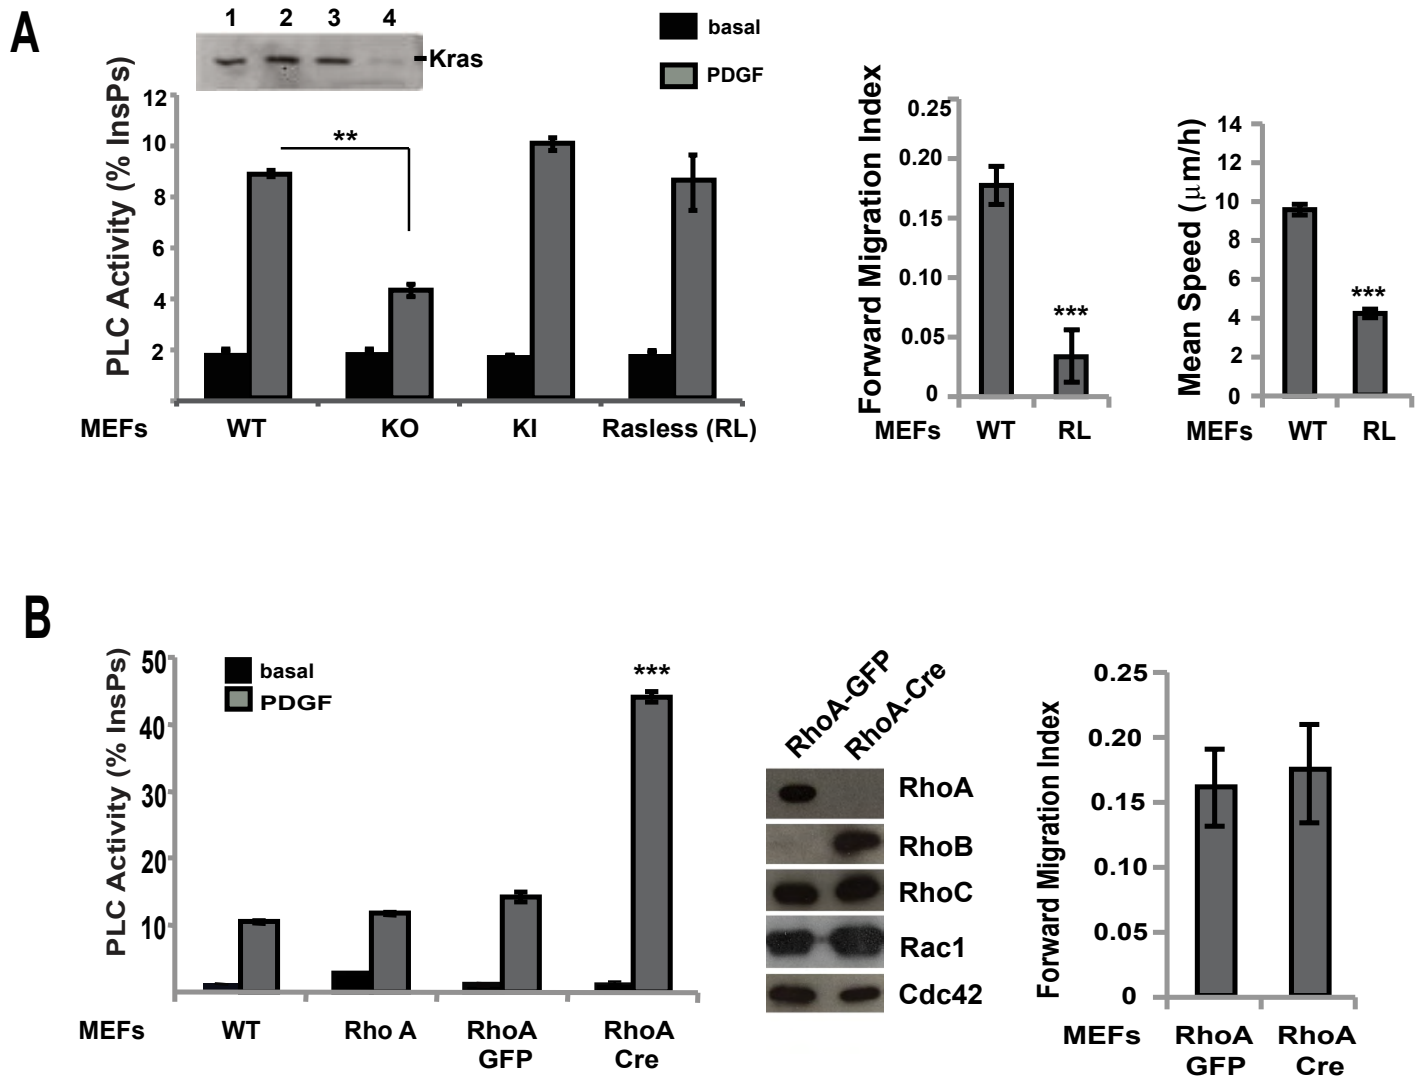 A
1 2 3 4
Kras
basal
PDGF
PLC Activity (% InsPs)
12
10
8
6
4
2
**
MEFs WT KO KI Rasless (RL)
Forward Migration Index
0.25
0.20
0.15
0.10
0.05
0
***
MEFs WT RL
Mean Speed (μm/h)
14
12
10
8
6
4
2
0
***
MEFs WT RL
B
PLC Activity (% InsPs)
50
40
30
20
10
basal
PDGF
***
MEFs WT Rho A RhoA RhoA
GFP Cre
RhoA-GFP
RhoA-Cre
RhoA
RhoB
RhoC
Rac1
Cdc42
Forward Migration Index
0.25
0.20
0.15
0.10
0.05
0
MEFs RhoA RhoA
GFP Cre